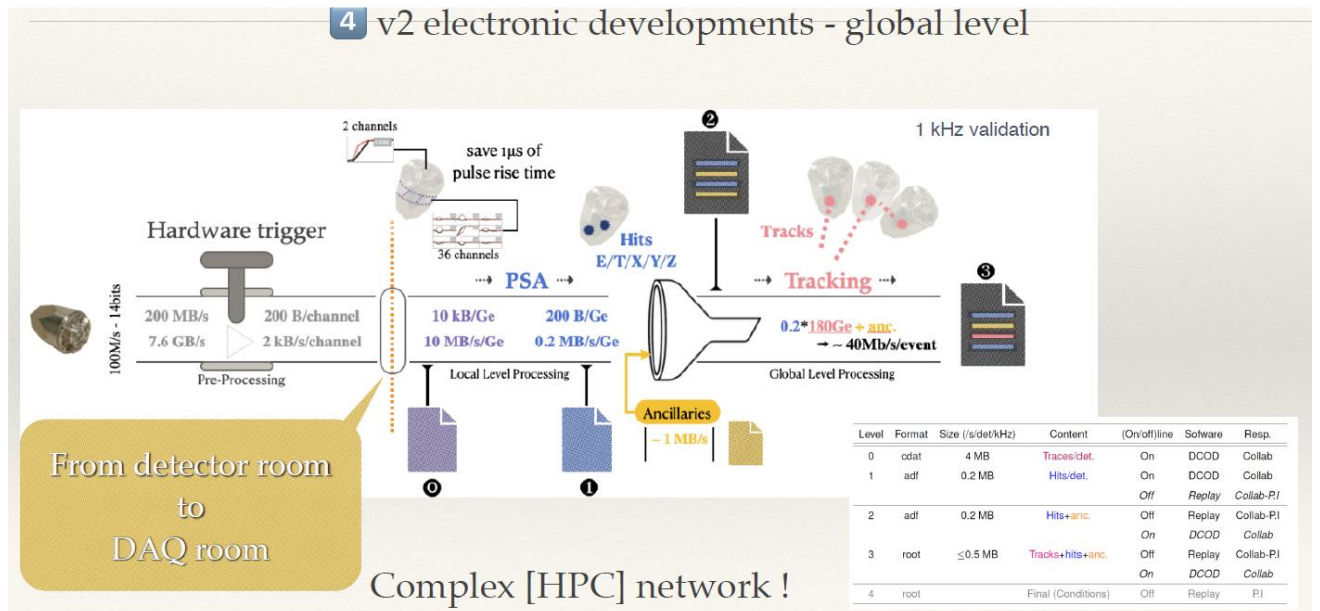 4 v2 electronic developments - global level
1 kHz validation
2 channels
save 1μs of
pulse rise time
36 channels
Hits
E/T/X/Y/Z
❷
Tracks
Hardware trigger
···→ PSA ···→
···→ Tracking ···→
❸
100M/s - 14bits
200 MB/s
200 B/channel
7.6 GB/s
2 kB/s/channel
10 kB/Ge
200 B/Ge
10 MB/s/Ge
0.2 MB/s/Ge
0.2*180Ge + anc.
→ ~ 40Mb/s/event
Pre-Processing
Local Level Processing
Global Level Processing
Ancillaries
~ 1 MB/s
⓿
❶
From detector room
to
DAQ room
Complex [HPC] network !
Level Format Size (/s/det/kHz) Content (On/off)line Sofware Resp.
0 cdat 4 MB Traces/det. On DCOD Collab
1 adf 0.2 MB Hits/det. On DCOD Collab
Off Replay Collab-P.I
2 adf 0.2 MB Hits+anc. Off Replay Collab-P.I
On DCOD Collab
3 root ≤0.5 MB Tracks+hits+anc. Off Replay Collab-P.I
On DCOD Collab
4 root Final (Conditions) Off Replay P.I